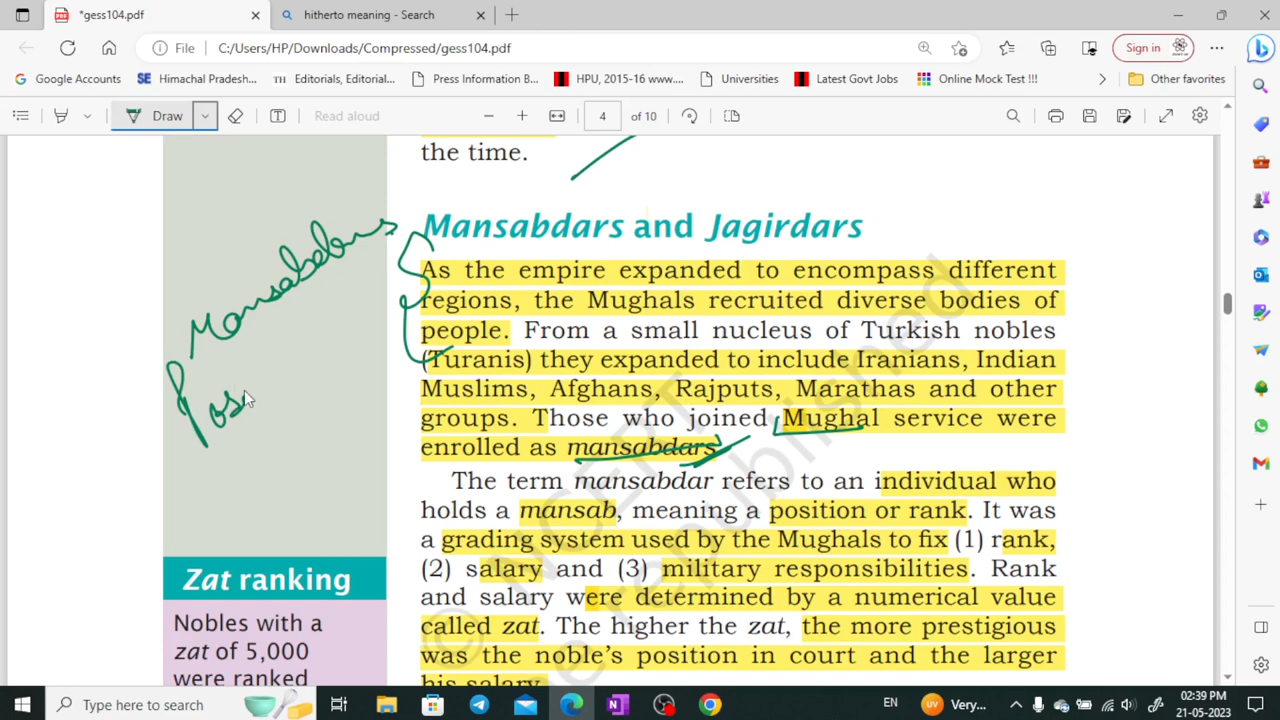 *gess104.pdf
hitherto meaning - Search
File
C:/Users/HP/Downloads/Compressed/gess104.pdf
Sign in
Google Accounts
SE Himachal Pradesh...
TH Editorials, Editorial...
Press Information B...
HPU, 2015-16 www....
Universities
Latest Govt Jobs
Online Mock Test !!!
Other favorites
Draw
Read aloud
4 of 10
the time.
Mansabdars and Jagirdars
As the empire expanded to encompass different
regions, the Mughals recruited diverse bodies of
people. From a small nucleus of Turkish nobles
(Turanis) they expanded to include Iranians, Indian
Muslims, Afghans, Rajputs, Marathas and other
groups. Those who joined Mughal service were
enrolled as mansabdars.
The term mansabdar refers to an individual who
holds a mansab, meaning a position or rank. It was
a grading system used by the Mughals to fix (1) rank,
(2) salary and (3) military responsibilities. Rank
and salary were determined by a numerical value
called zat. The higher the zat, the more prestigious
was the noble's position in court and the larger
his salary.
Zat ranking
Nobles with a
zat of 5,000
were ranked
© NCERT
be republished
Type here to search
Very...
EN
02:39 PM
21-05-2023